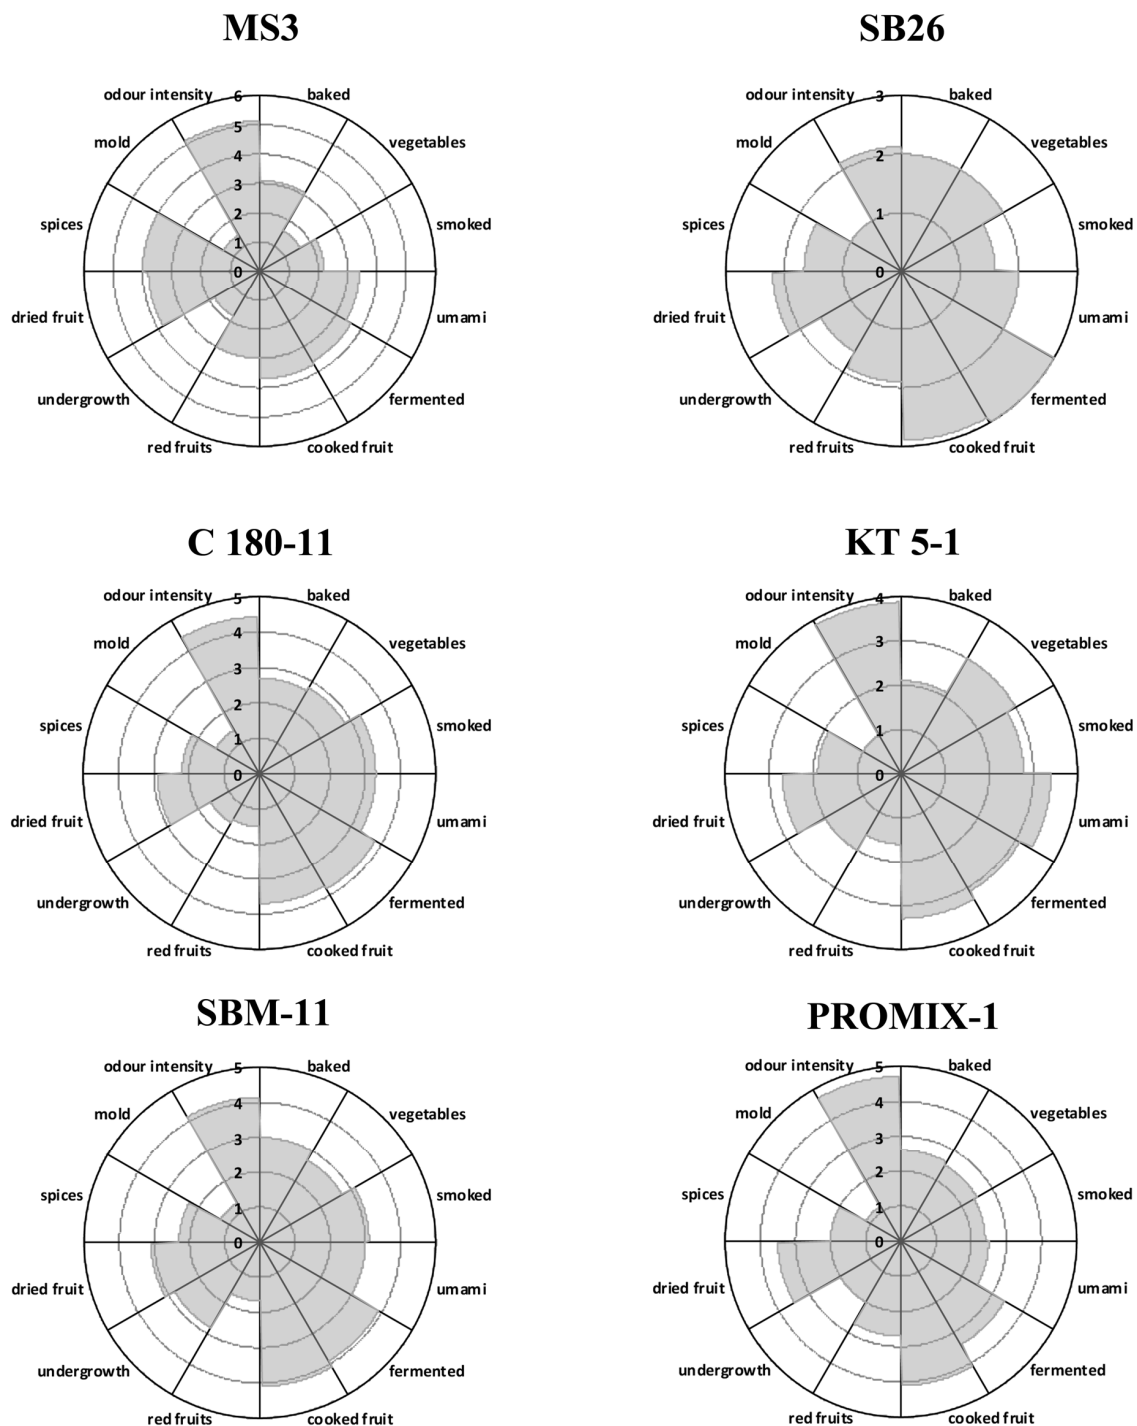 MS3
odour intensity 6 baked
mold 5 vegetables
4
3
spices 2 smoked
1
0
dried fruit umami
undergrowth fermented
red fruits cooked fruit
SB26
odour intensity 3 baked
mold 2 vegetables
spices 1 smoked
0
dried fruit umami
undergrowth fermented
red fruits cooked fruit
C 180-11
odour intensity 5 baked
mold 4 vegetables
3
spices 2 smoked
1
0
dried fruit umami
undergrowth fermented
red fruits cooked fruit
KT 5-1
odour intensity 4 baked
mold 3 vegetables
2
spices 1 smoked
0
dried fruit umami
undergrowth fermented
red fruits cooked fruit
SBM-11
odour intensity 5 baked
mold 4 vegetables
3
spices 2 smoked
1
0
dried fruit umami
undergrowth fermented
red fruits cooked fruit
PROMIX-1
odour intensity 5 baked
mold 4 vegetables
3
spices 2 smoked
1
0
dried fruit umami
undergrowth fermented
red fruits cooked fruit